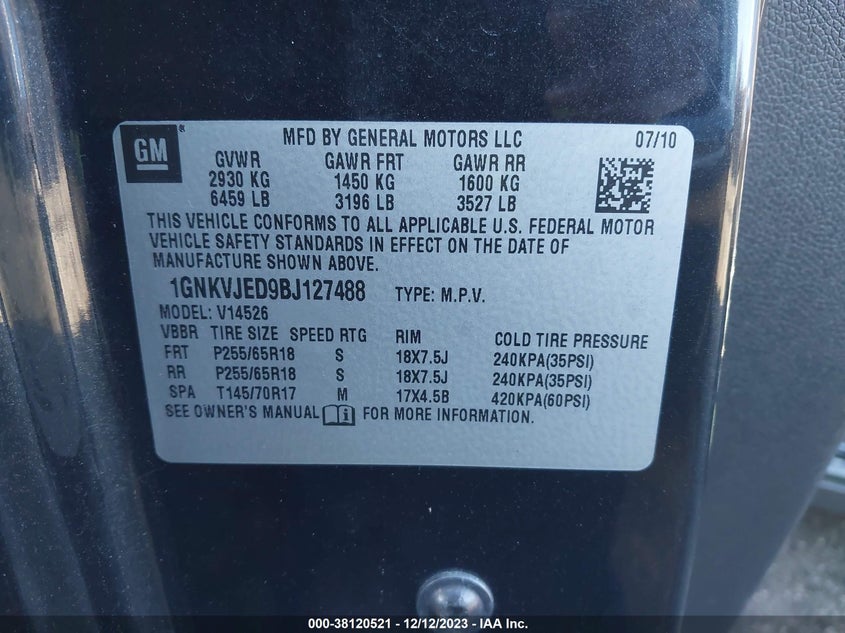 GM ® MFD BY GENERAL MOTORS LLC 07/10
GVWR GAWR FRT GAWR RR
2930 KG 1450 KG 1600 KG
6459 LB 3196 LB 3527 LB
THIS VEHICLE CONFORMS TO ALL APPLICABLE U.S. FEDERAL MOTOR
VEHICLE SAFETY STANDARDS IN EFFECT ON THE DATE OF
MANUFACTURE SHOWN ABOVE.
1GNKVJED9BJ127488 TYPE: M.P.V.
MODEL: V14526
VBBR TIRE SIZE SPEED RTG RIM COLD TIRE PRESSURE
FRT P255/65R18 S 18X7.5J 240KPA(35PSI)
RR P255/65R18 S 18X7.5J 240KPA(35PSI)
SPA T145/70R17 M 17X4.5B 420KPA(60PSI)
SEE OWNER'S MANUAL i FOR MORE INFORMATION.
000-38120521 - 12/12/2023 - IAA Inc.